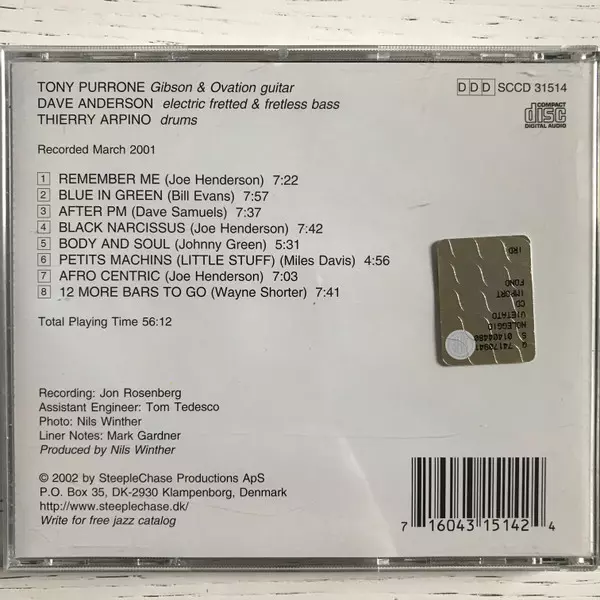 TONY PURRONE Gibson & Ovation guitar
DAVE ANDERSON electric fretted & fretless bass
THIERRY ARPINO drums
DDD SCCD 31514
COMPACT
disc
DIGITAL AUDIO
Recorded March 2001
1 REMEMBER ME (Joe Henderson) 7:22
2 BLUE IN GREEN (Bill Evans) 7:57
3 AFTER PM (Dave Samuels) 7:37
4 BLACK NARCISSUS (Joe Henderson) 7:42
5 BODY AND SOUL (Johnny Green) 5:31
6 PETITS MACHINS (LITTLE STUFF) (Miles Davis) 4:56
7 AFRO CENTRIC (Joe Henderson) 7:03
8 12 MORE BARS TO GO (Wayne Shorter) 7:41
Total Playing Time 56:12
IRD
FONO
IMPORT
CD
VIETATO
NOLEGGIO
Recording: Jon Rosenberg
Assistant Engineer: Tom Tedesco
Photo: Nils Winther
Liner Notes: Mark Gardner
Produced by Nils Winther
© 2002 by SteepleChase Productions ApS
P.O. Box 35, DK-2930 Klampenborg, Denmark
http://www.steeplechase.dk/
Write for free jazz catalog
7 16043 15142 4